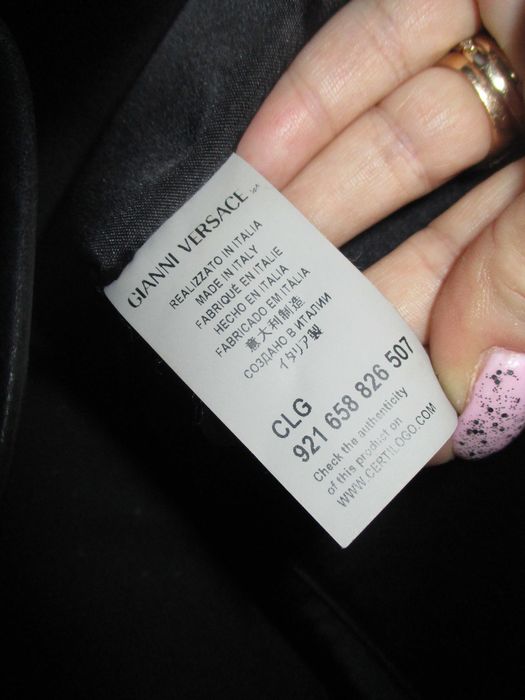 GIANNI VERSACE
REALIZZATO IN ITALIA
MADE IN ITALY
FABRIQUÉ EN ITALIE
HECHO EN ITALIA
FABRICADO EM ITÁLIA
意大利制造
СОЗДАНО В ИТАЛИИ
イタリア製
CLG
921 658 826 507
Check the authenticity
of this product on
WWW.CERTILOGO.COM